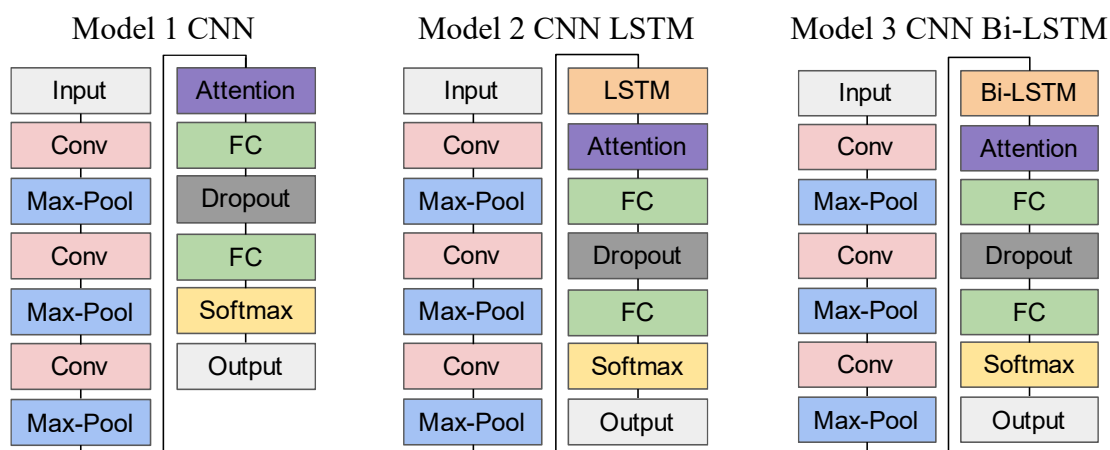 Model 1 CNN
Input
Conv
Max-Pool
Conv
Max-Pool
Conv
Max-Pool
Attention
FC
Dropout
FC
Softmax
Output
Model 2 CNN LSTM
Input
Conv
Max-Pool
Conv
Max-Pool
Conv
Max-Pool
LSTM
Attention
FC
Dropout
FC
Softmax
Output
Model 3 CNN Bi-LSTM
Input
Conv
Max-Pool
Conv
Max-Pool
Conv
Max-Pool
Bi-LSTM
Attention
FC
Dropout
FC
Softmax
Output